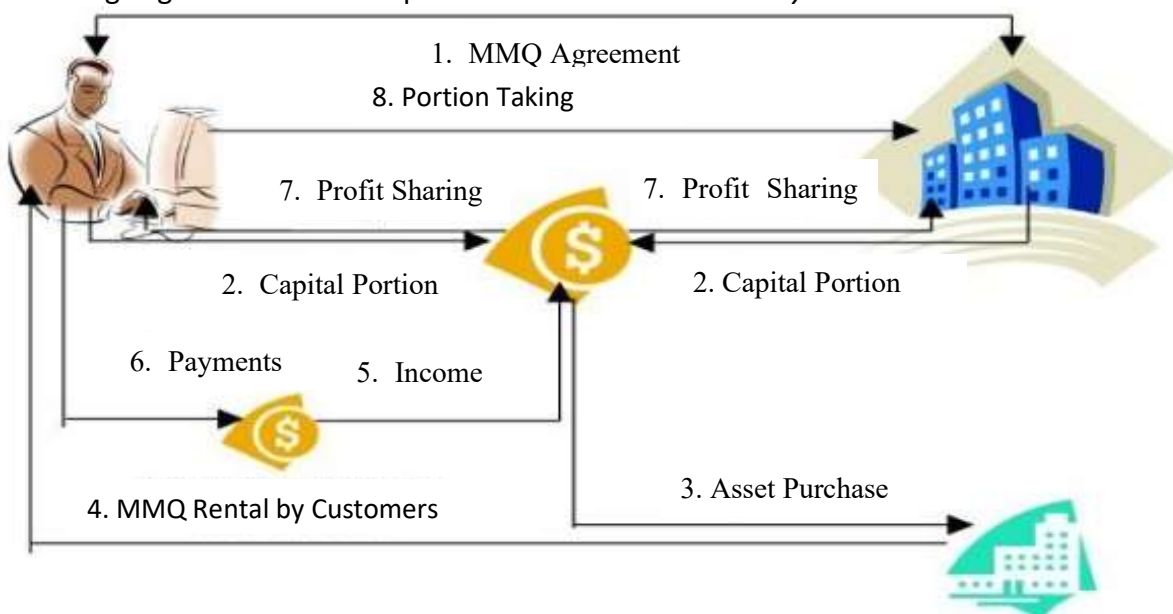 1. MMQ Agreement
8. Portion Taking
7. Profit Sharing
7. Profit Sharing
$
2. Capital Portion
2. Capital Portion
6. Payments
5. Income
$
3. Asset Purchase
4. MMQ Rental by Customers